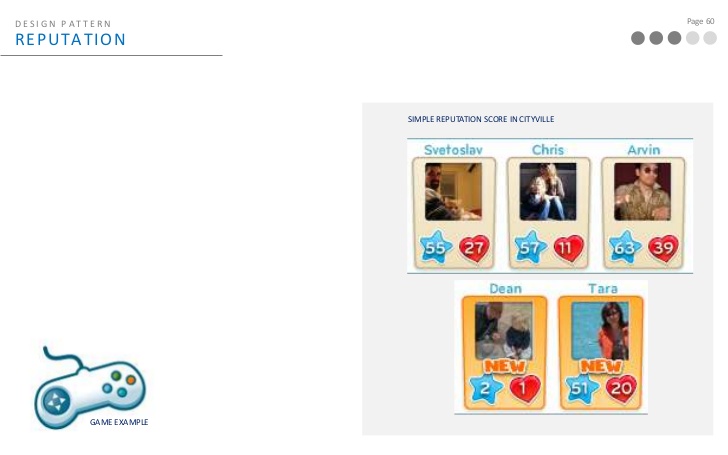 DESIGN PATTERN
REPUTATION
Page 60
SIMPLE REPUTATION SCORE IN CITYVILLE
Svetoslav Chris Arvin
55 27 57 11 63 39
Dean Tara
NEW NEW
2 1 51 20
GAME EXAMPLE